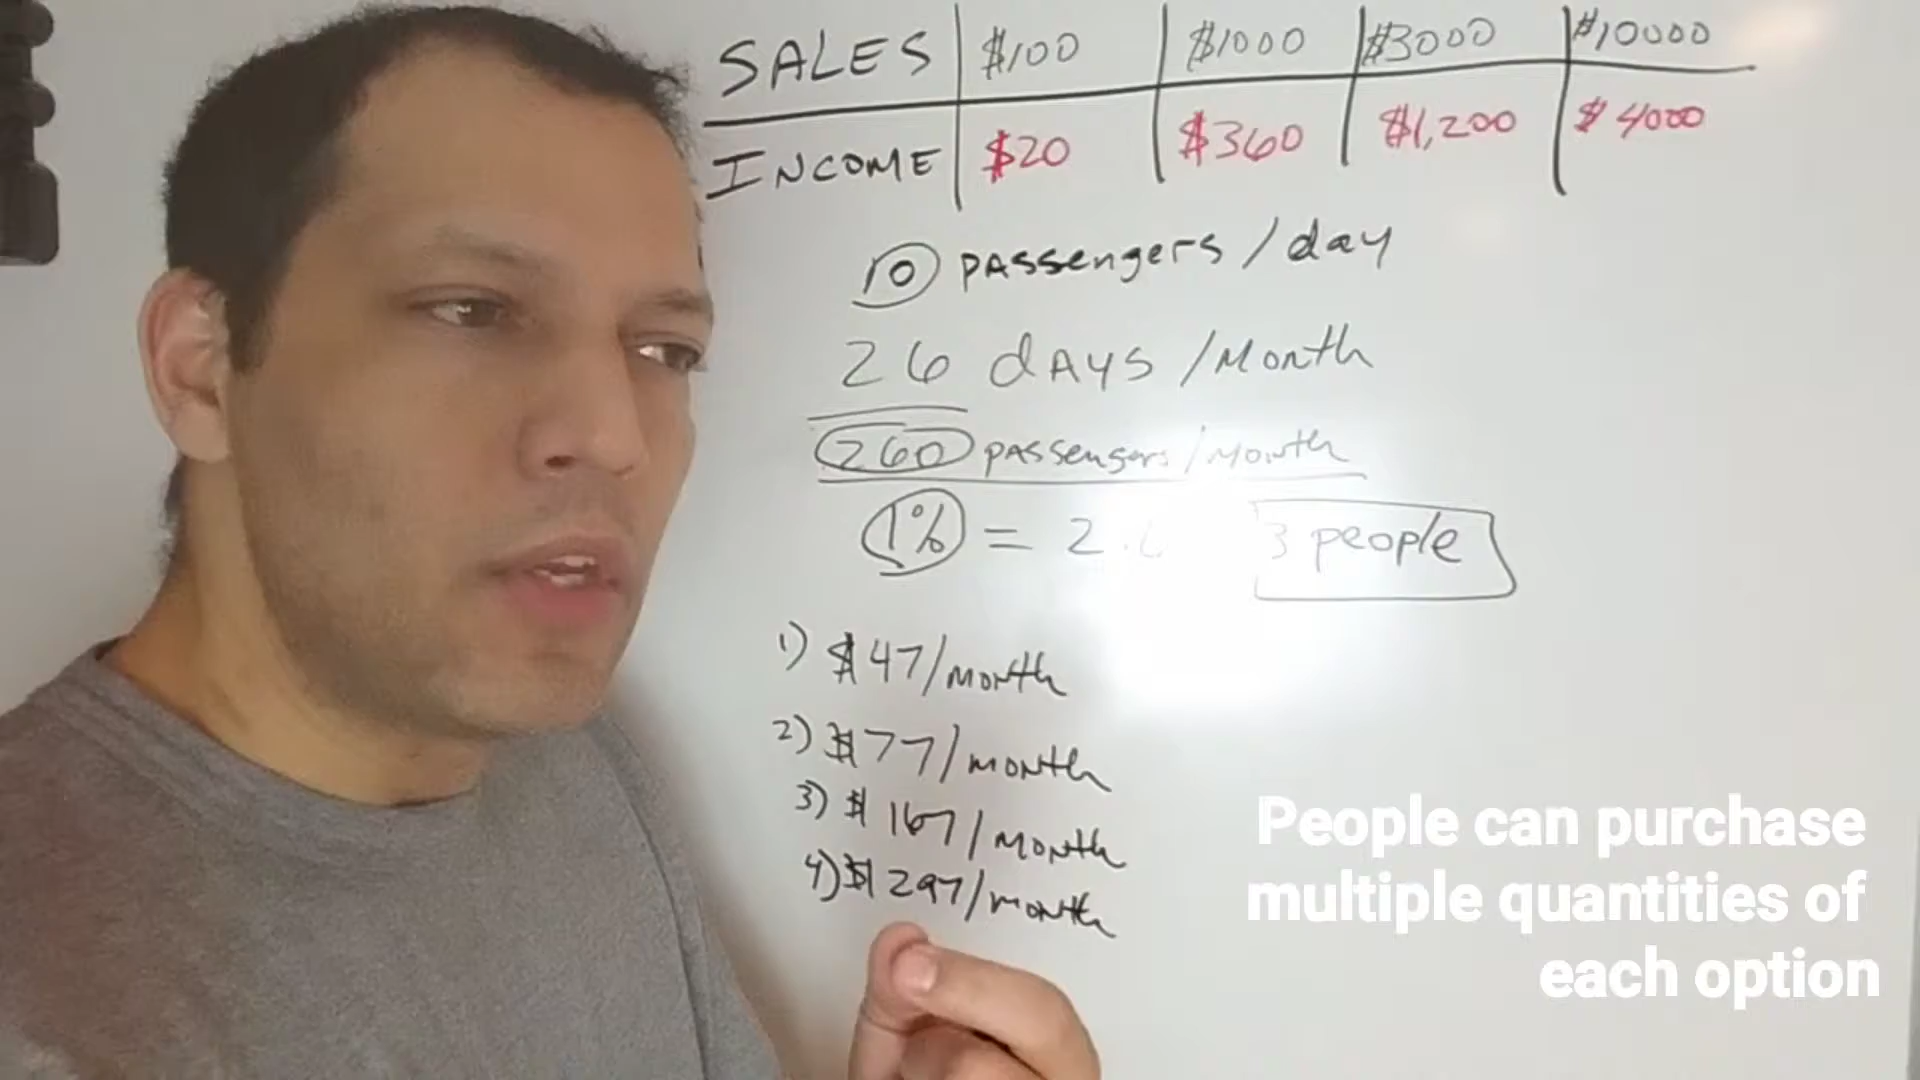 SALES $100 $1000 $3000 $10000
INCOME $20 $360 $1,200 $4000
10 passengers/day
26 days/month
260 passengers/month
1% = 3 people
1) $47/month
2) $77/month
3) $167/month
4) $297/month
People can purchase
multiple quantities of
each option